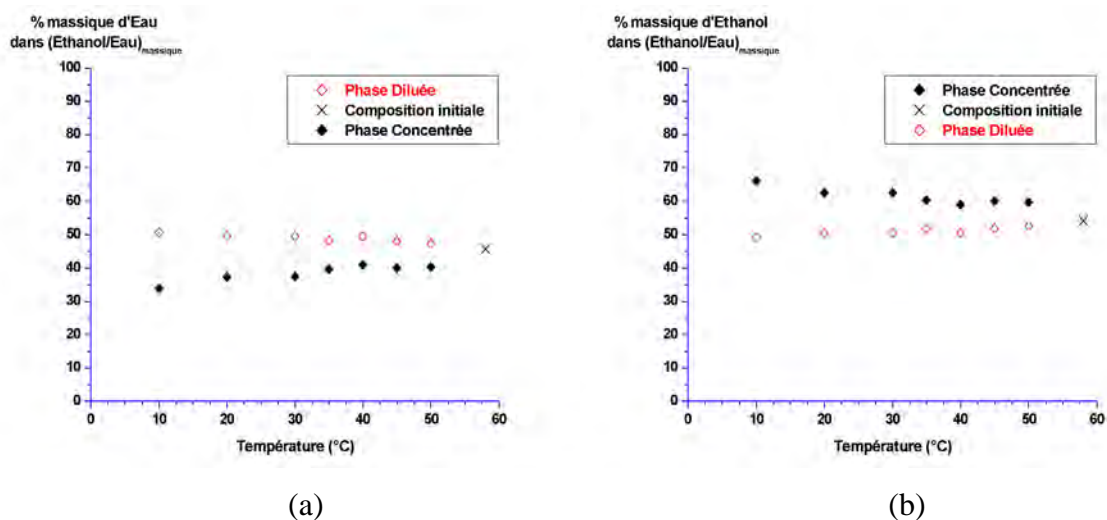 % massique d'Eau
dans (Ethanol/Eau)massique
100
90
80
70
60
50
40
30
20
10
0
0 10 20 30 40 50 60
Température (°C)
Phase Diluée
Composition initiale
Phase Concentrée
(a)
% massique d'Ethanol
dans (Ethanol/Eau)massique
100
90
80
70
60
50
40
30
20
10
0
0 10 20 30 40 50 60
Température (°C)
Phase Concentrée
Composition initiale
Phase Diluée
(b)